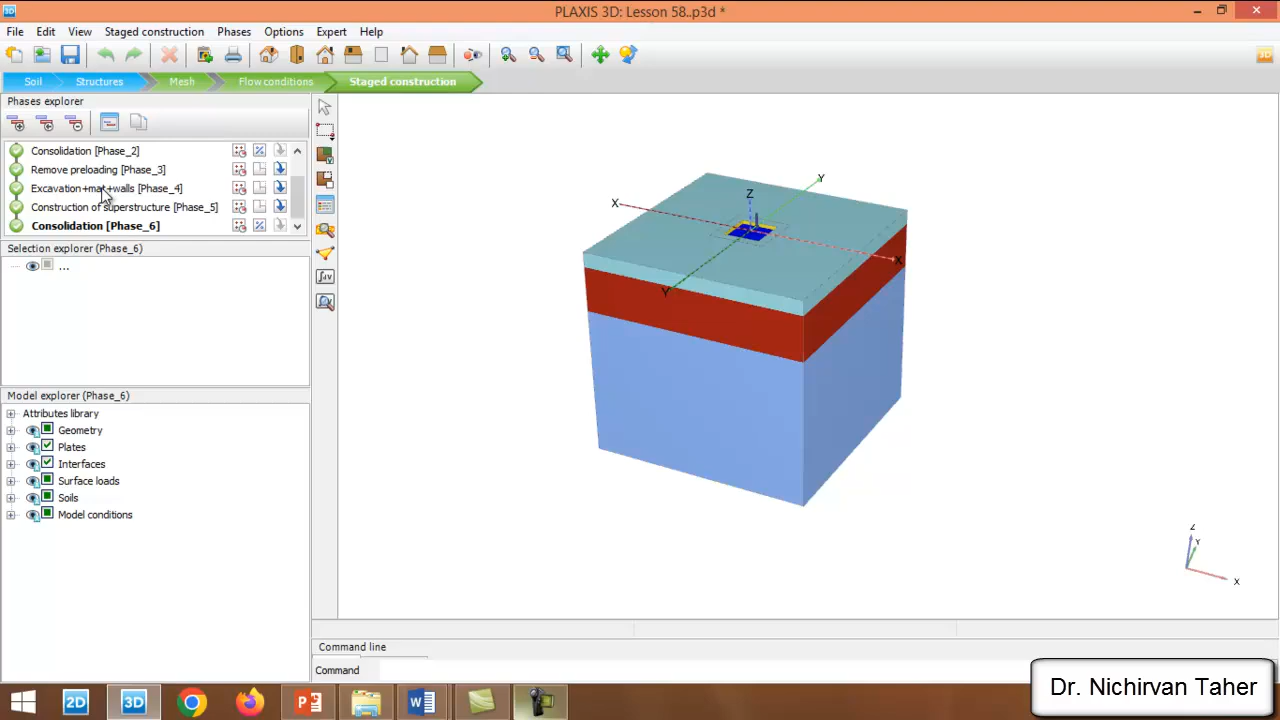 PLAXIS 3D: Lesson 58..p3d *
File Edit View Staged construction Phases Options Expert Help
Soil Structures Mesh Flow conditions Staged construction
Phases explorer
Consolidation [Phase_2]
Remove preloading [Phase_3]
Excavation+mat+walls [Phase_4]
Construction of superstructure [Phase_5]
Consolidation [Phase_6]
Selection explorer (Phase_6)
...
Model explorer (Phase_6)
Attributes library
Geometry
Plates
Interfaces
Surface loads
Soils
Model conditions
X
Y
Z
X
Y
Z
Y
X
Command line
Command
Dr. Nichirvan Taher
2D 3D